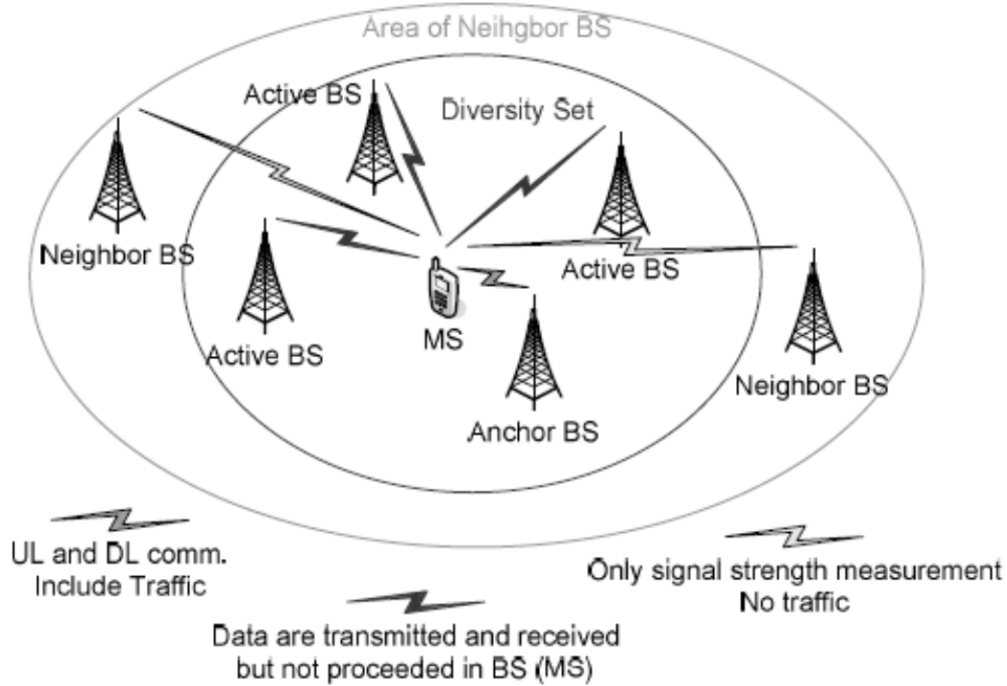 Area of Neihgbor BS
Active BS
Diversity Set
Neighbor BS
Active BS
Active BS
MS
Neighbor BS
Anchor BS
UL and DL comm.
Include Traffic
Only signal strength measurement
No traffic
Data are transmitted and received
but not proceeded in BS (MS)